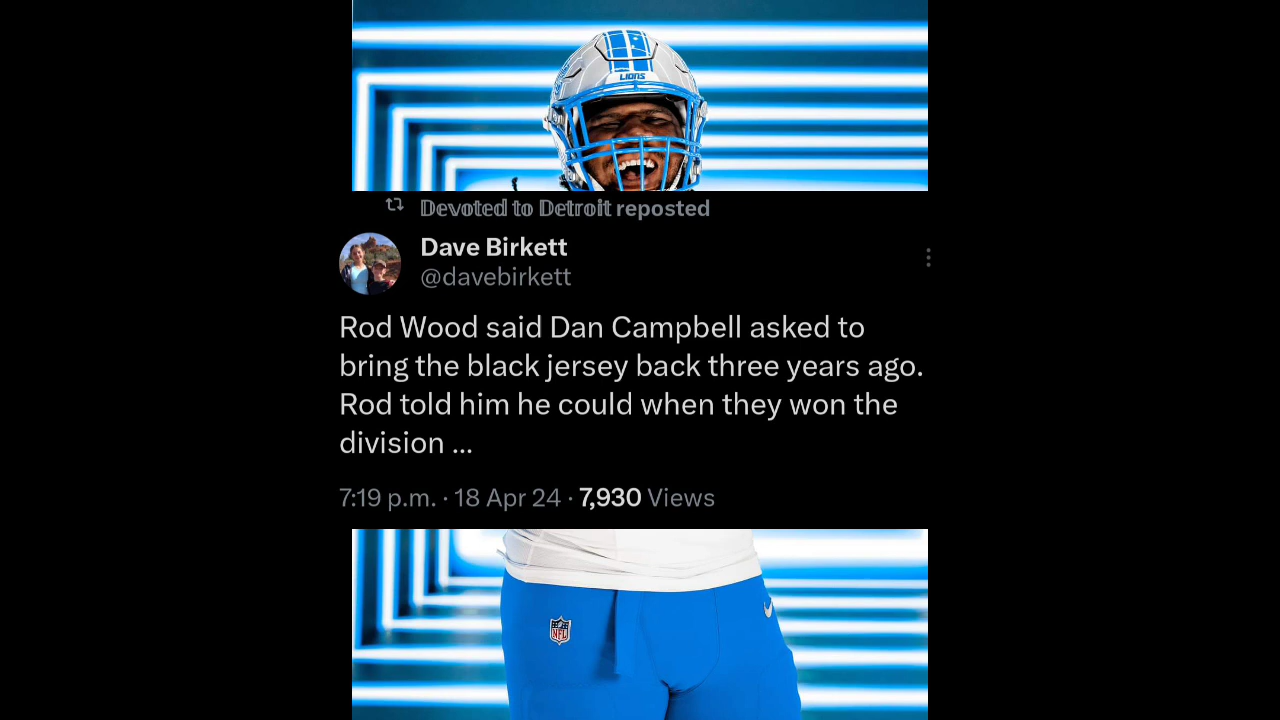 LIONS
Devoted to Detroit reposted
Dave Birkett
@davebirkett
Rod Wood said Dan Campbell asked to
bring the black jersey back three years ago.
Rod told him he could when they won the
division ...
7:19 p.m. · 18 Apr 24 · 7,930 Views
NFL